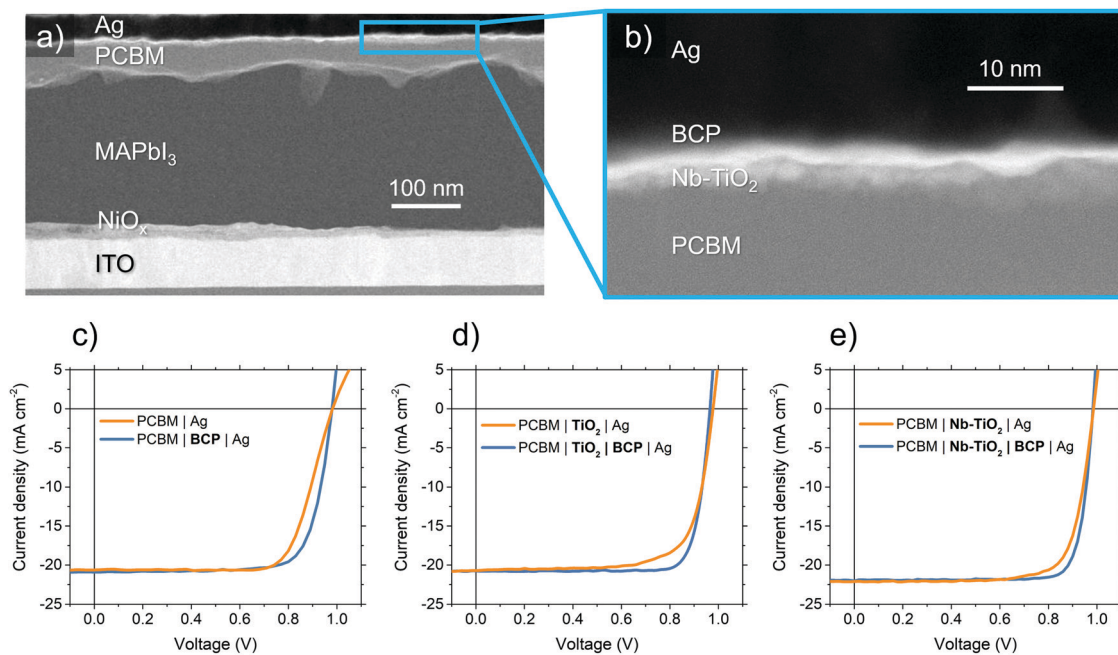 a)
Ag
PCBM
MAPbI₃
100 nm
NiOₓ
ITO
b)
Ag
10 nm
BCP
Nb-TiO₂
PCBM
c)
Current density (mA cm⁻²)
5
0
-5
-10
-15
-20
-25
PCBM | Ag
PCBM | BCP | Ag
0.0 0.2 0.4 0.6 0.8 1.0
Voltage (V)
d)
Current density (mA cm⁻²)
5
0
-5
-10
-15
-20
-25
PCBM | TiO₂ | Ag
PCBM | TiO₂ | BCP | Ag
0.0 0.2 0.4 0.6 0.8 1.0
Voltage (V)
e)
Current density (mA cm⁻²)
5
0
-5
-10
-15
-20
-25
PCBM | Nb-TiO₂ | Ag
PCBM | Nb-TiO₂ | BCP | Ag
0.0 0.2 0.4 0.6 0.8 1.0
Voltage (V)